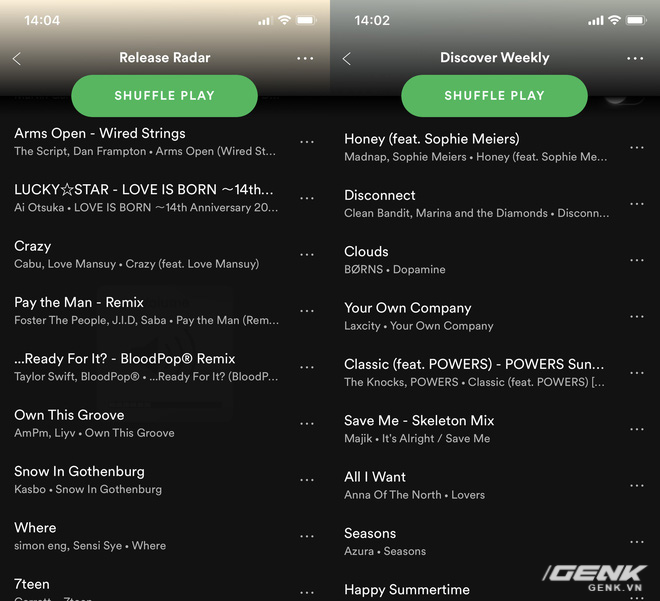 14:04
Release Radar
SHUFFLE PLAY
Arms Open - Wired Strings
The Script, Dan Frampton • Arms Open (Wired St...
LUCKY☆STAR - LOVE IS BORN ～14th...
Ai Otsuka • LOVE IS BORN ～14th Anniversary 20...
Crazy
Cabu, Love Mansuy • Crazy (feat. Love Mansuy)
Pay the Man - Remix
Foster The People, J.I.D, Saba • Pay the Man (Rem...
...Ready For It? - BloodPop® Remix
Taylor Swift, BloodPop® • ...Ready For It? (BloodP...
Own This Groove
AmPm, Liyv • Own This Groove
Snow In Gothenburg
Kasbo • Snow In Gothenburg
Where
simon eng, Sensi Sye • Where
7teen
14:02
Discover Weekly
SHUFFLE PLAY
Honey (feat. Sophie Meiers)
Madnap, Sophie Meiers • Honey (feat. Sophie Me...
Disconnect
Clean Bandit, Marina and the Diamonds • Disconn...
Clouds
BØRNS • Dopamine
Your Own Company
Laxcity • Your Own Company
Classic (feat. POWERS) - POWERS Sun...
The Knocks, POWERS • Classic (feat. POWERS) [...
Save Me - Skeleton Mix
Majik • It's Alright / Save Me
All I Want
Anna Of The North • Lovers
Seasons
Azura • Seasons
Happy Summertime
GENK
GENK.VN